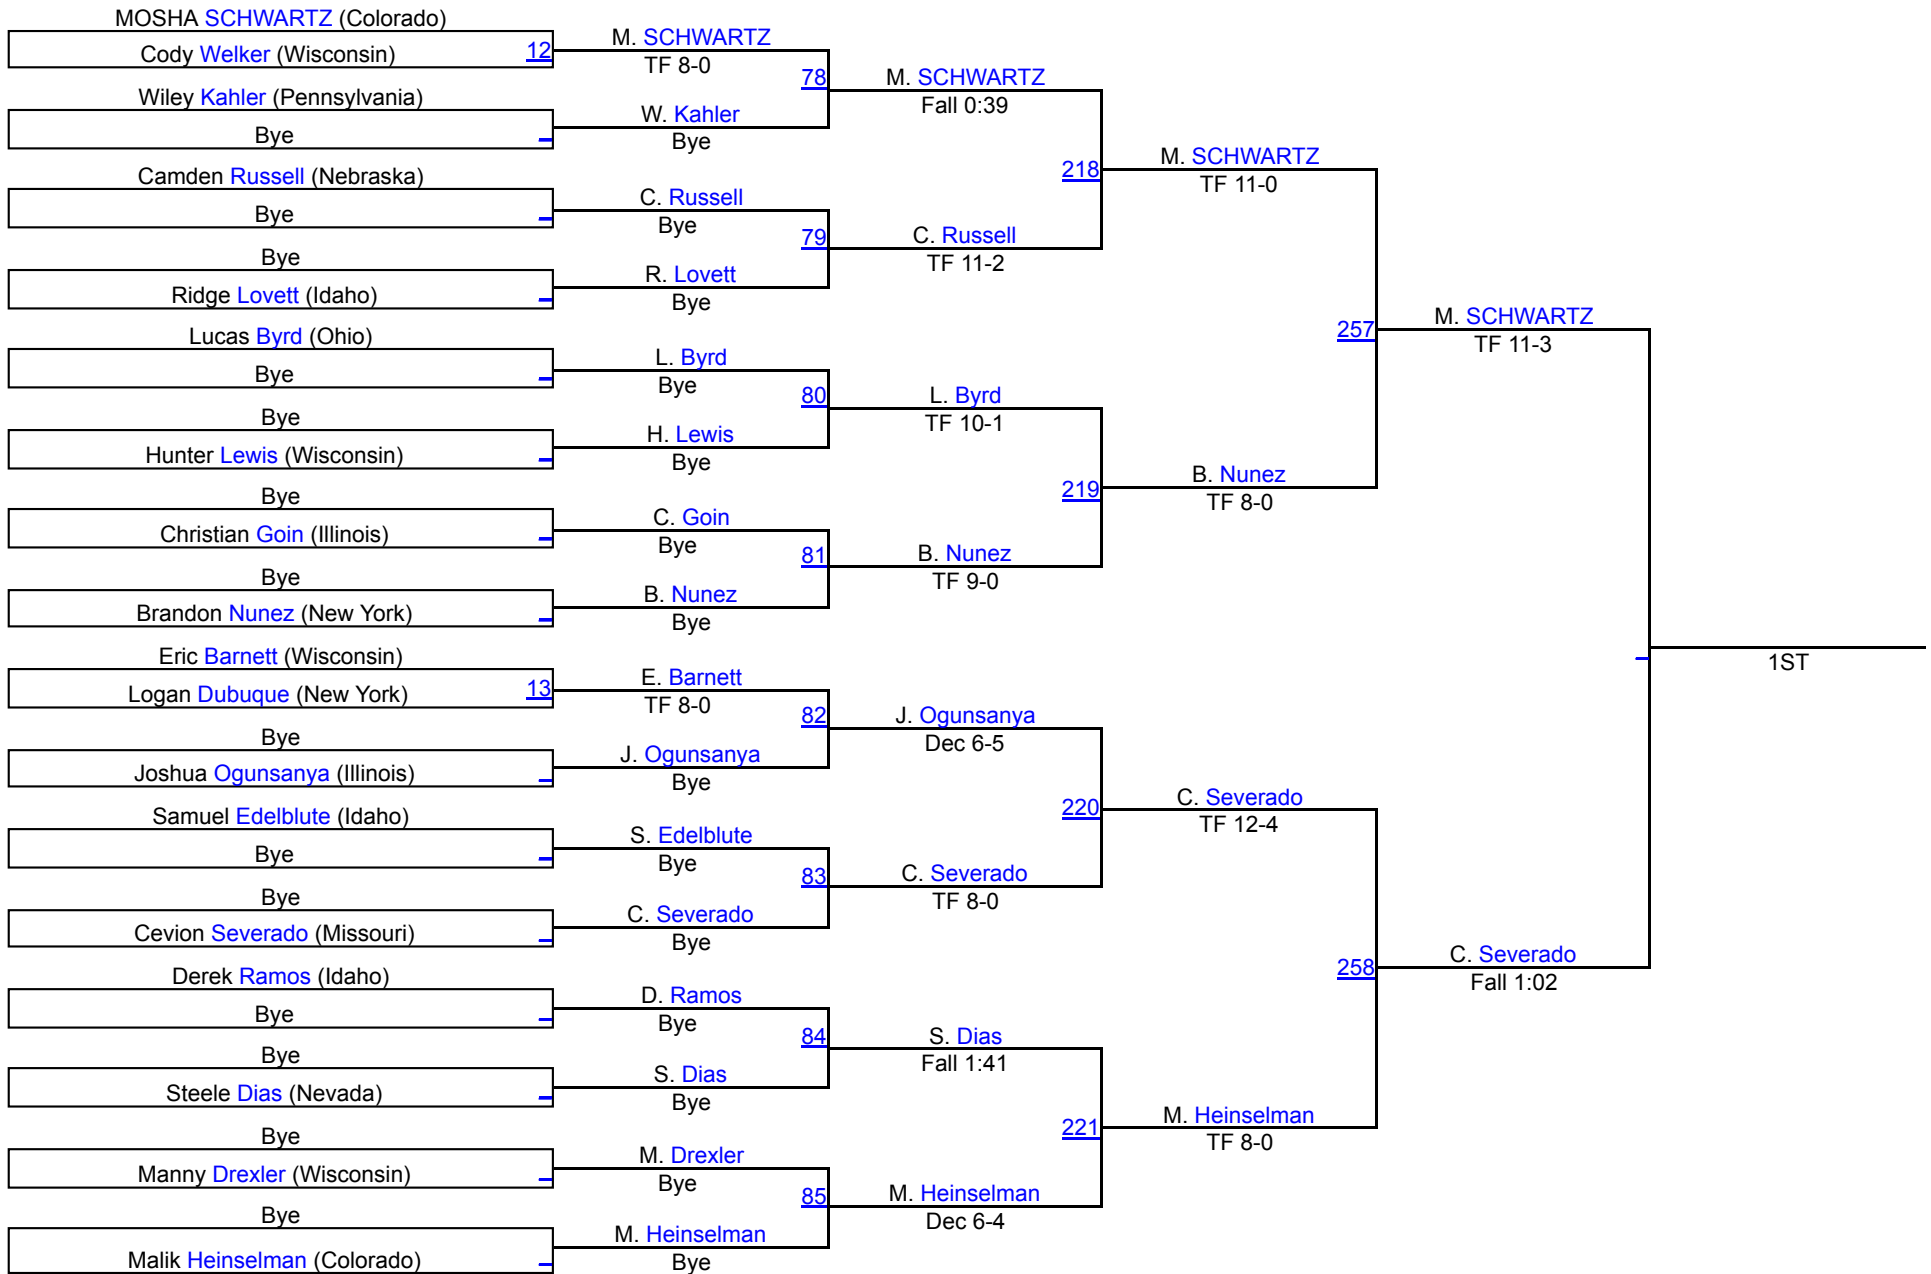 MOSHA SCHWARTZ (Colorado)
Cody Welker (Wisconsin) 12
Wiley Kahler (Pennsylvania)
Bye
Camden Russell (Nebraska)
Bye
Bye
Ridge Lovett (Idaho)
Lucas Byrd (Ohio)
Bye
Bye
Hunter Lewis (Wisconsin)
Bye
Christian Goin (Illinois)
Bye
Brandon Nunez (New York)
Eric Barnett (Wisconsin)
Logan Dubuque (New York) 13
Bye
Joshua Ogunsanya (Illinois)
Samuel Edelblute (Idaho)
Bye
Bye
Cevion Severado (Missouri)
Derek Ramos (Idaho)
Bye
Bye
Steele Dias (Nevada)
Bye
Manny Drexler (Wisconsin)
Bye
Malik Heinselman (Colorado)
M. SCHWARTZ
TF 8-0
78
W. Kahler
Bye
C. Russell
Bye
79
R. Lovett
Bye
L. Byrd
Bye
80
H. Lewis
Bye
C. Goin
Bye
81
B. Nunez
Bye
E. Barnett
TF 8-0
82
J. Ogunsanya
Bye
S. Edelblute
Bye
83
C. Severado
Bye
D. Ramos
Bye
84
S. Dias
Bye
M. Drexler
Bye
85
M. Heinselman
Bye
M. SCHWARTZ
Fall 0:39
218
C. Russell
TF 11-2
L. Byrd
TF 10-1
219
B. Nunez
TF 9-0
J. Ogunsanya
Dec 6-5
220
C. Severado
TF 8-0
S. Dias
Fall 1:41
221
M. Heinselman
Dec 6-4
M. SCHWARTZ
TF 11-0
257
B. Nunez
TF 8-0
C. Severado
TF 12-4
258
M. Heinselman
TF 8-0
M. SCHWARTZ
TF 11-3
C. Severado
Fall 1:02
1ST